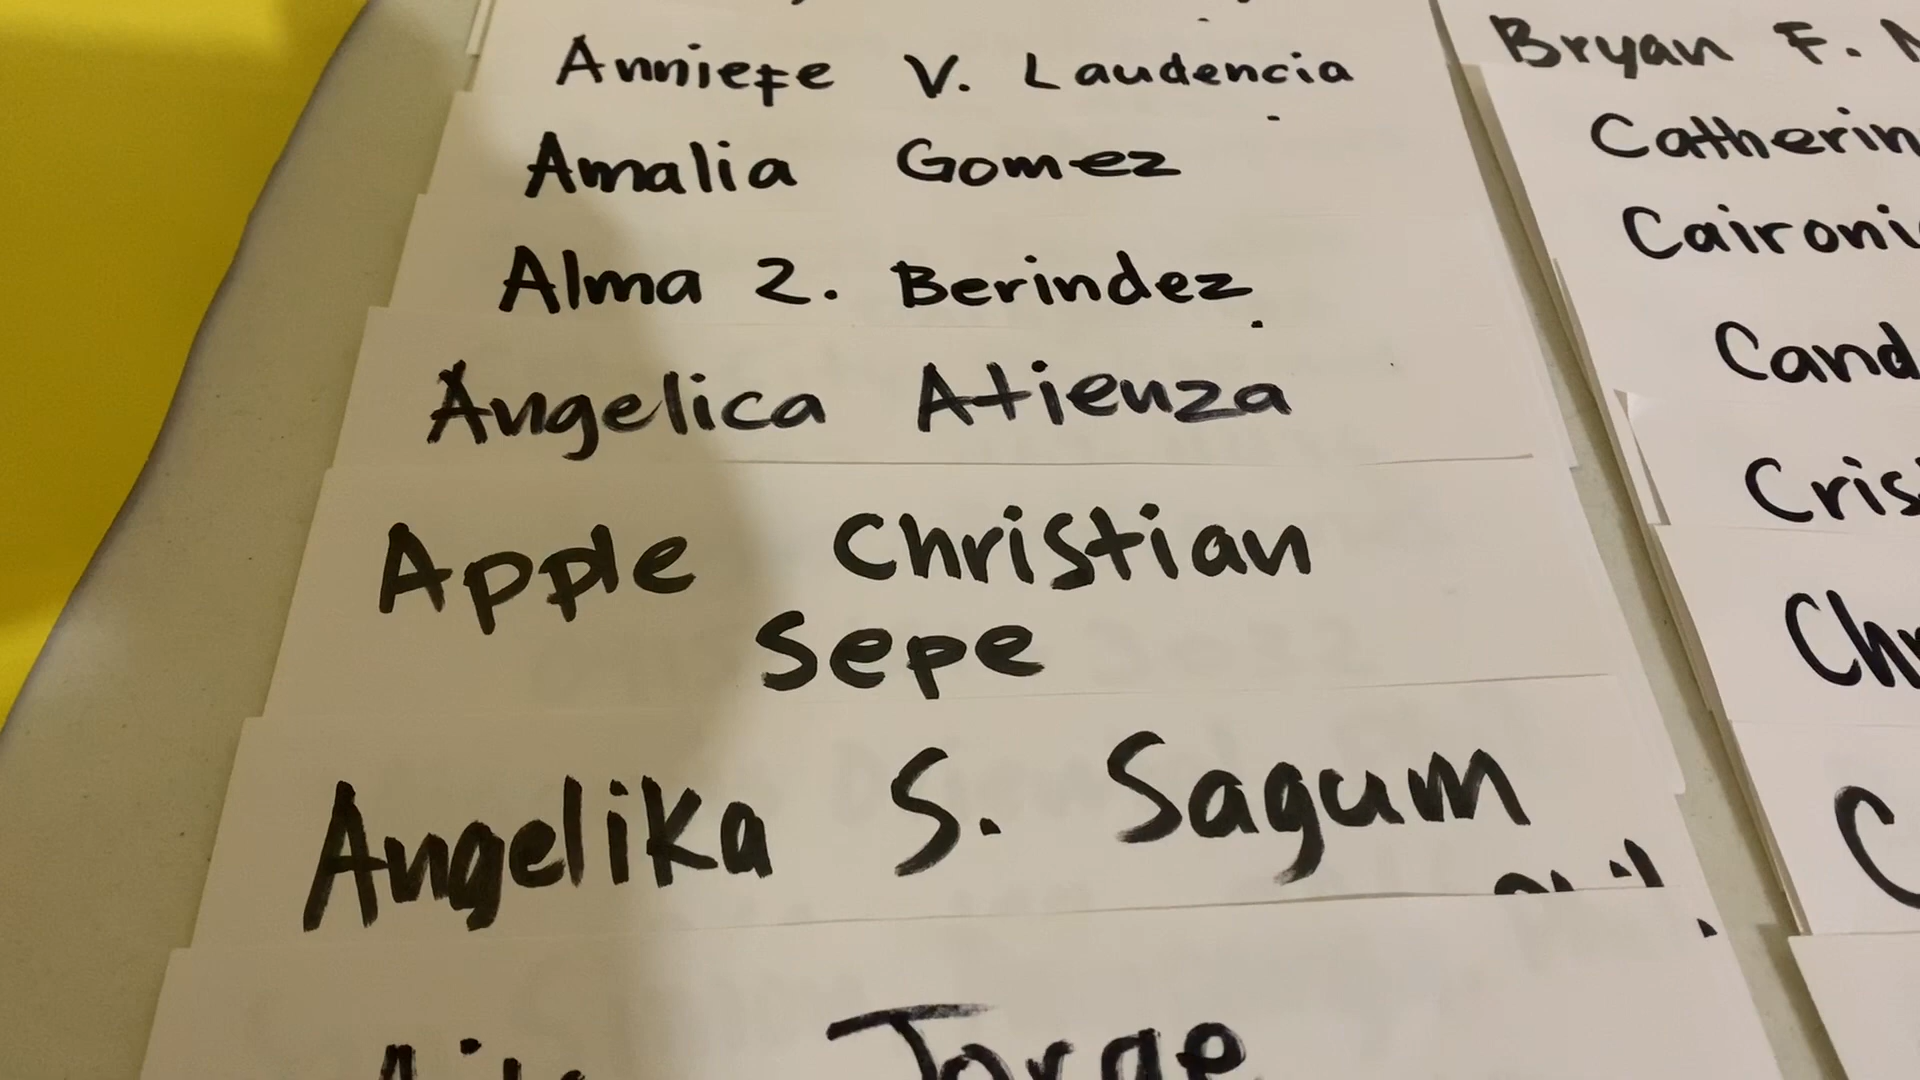 Anniefe V. Laudencia
Amalia Gomez
Alma Z. Berindez
Angelica Atienza
Apple Christian
Sepe
Angelika S. Sagum
Jorge
Bryan F.
Catherin
Caironi
Cand
Cris
Chr
C